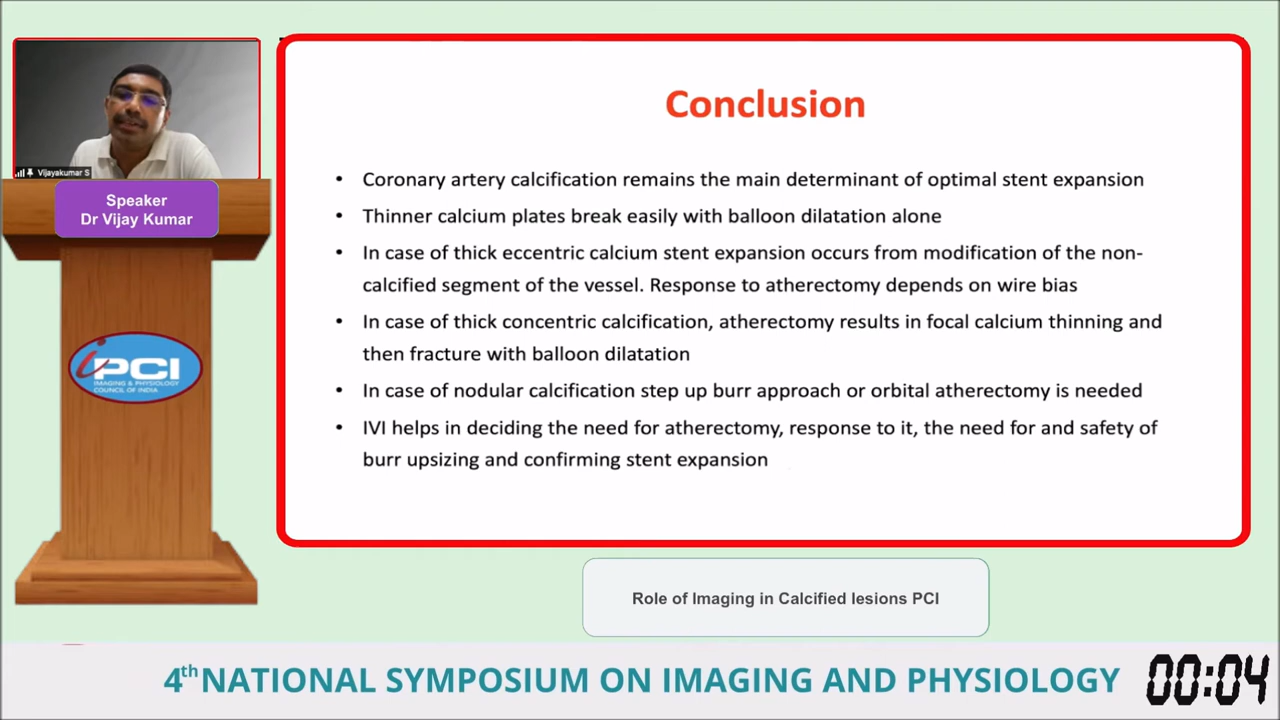 Vijayakumar S
Speaker
Dr Vijay Kumar
iPCI
IMAGING & PHYSIOLOGY
COUNCIL OF INDIA
Conclusion
• Coronary artery calcification remains the main determinant of optimal stent expansion
• Thinner calcium plates break easily with balloon dilatation alone
• In case of thick eccentric calcium stent expansion occurs from modification of the non-
calcified segment of the vessel. Response to atherectomy depends on wire bias
• In case of thick concentric calcification, atherectomy results in focal calcium thinning and
then fracture with balloon dilatation
• In case of nodular calcification step up burr approach or orbital atherectomy is needed
• IVI helps in deciding the need for atherectomy, response to it, the need for and safety of
burr upsizing and confirming stent expansion
Role of Imaging in Calcified lesions PCI
4th NATIONAL SYMPOSIUM ON IMAGING AND PHYSIOLOGY
00:04